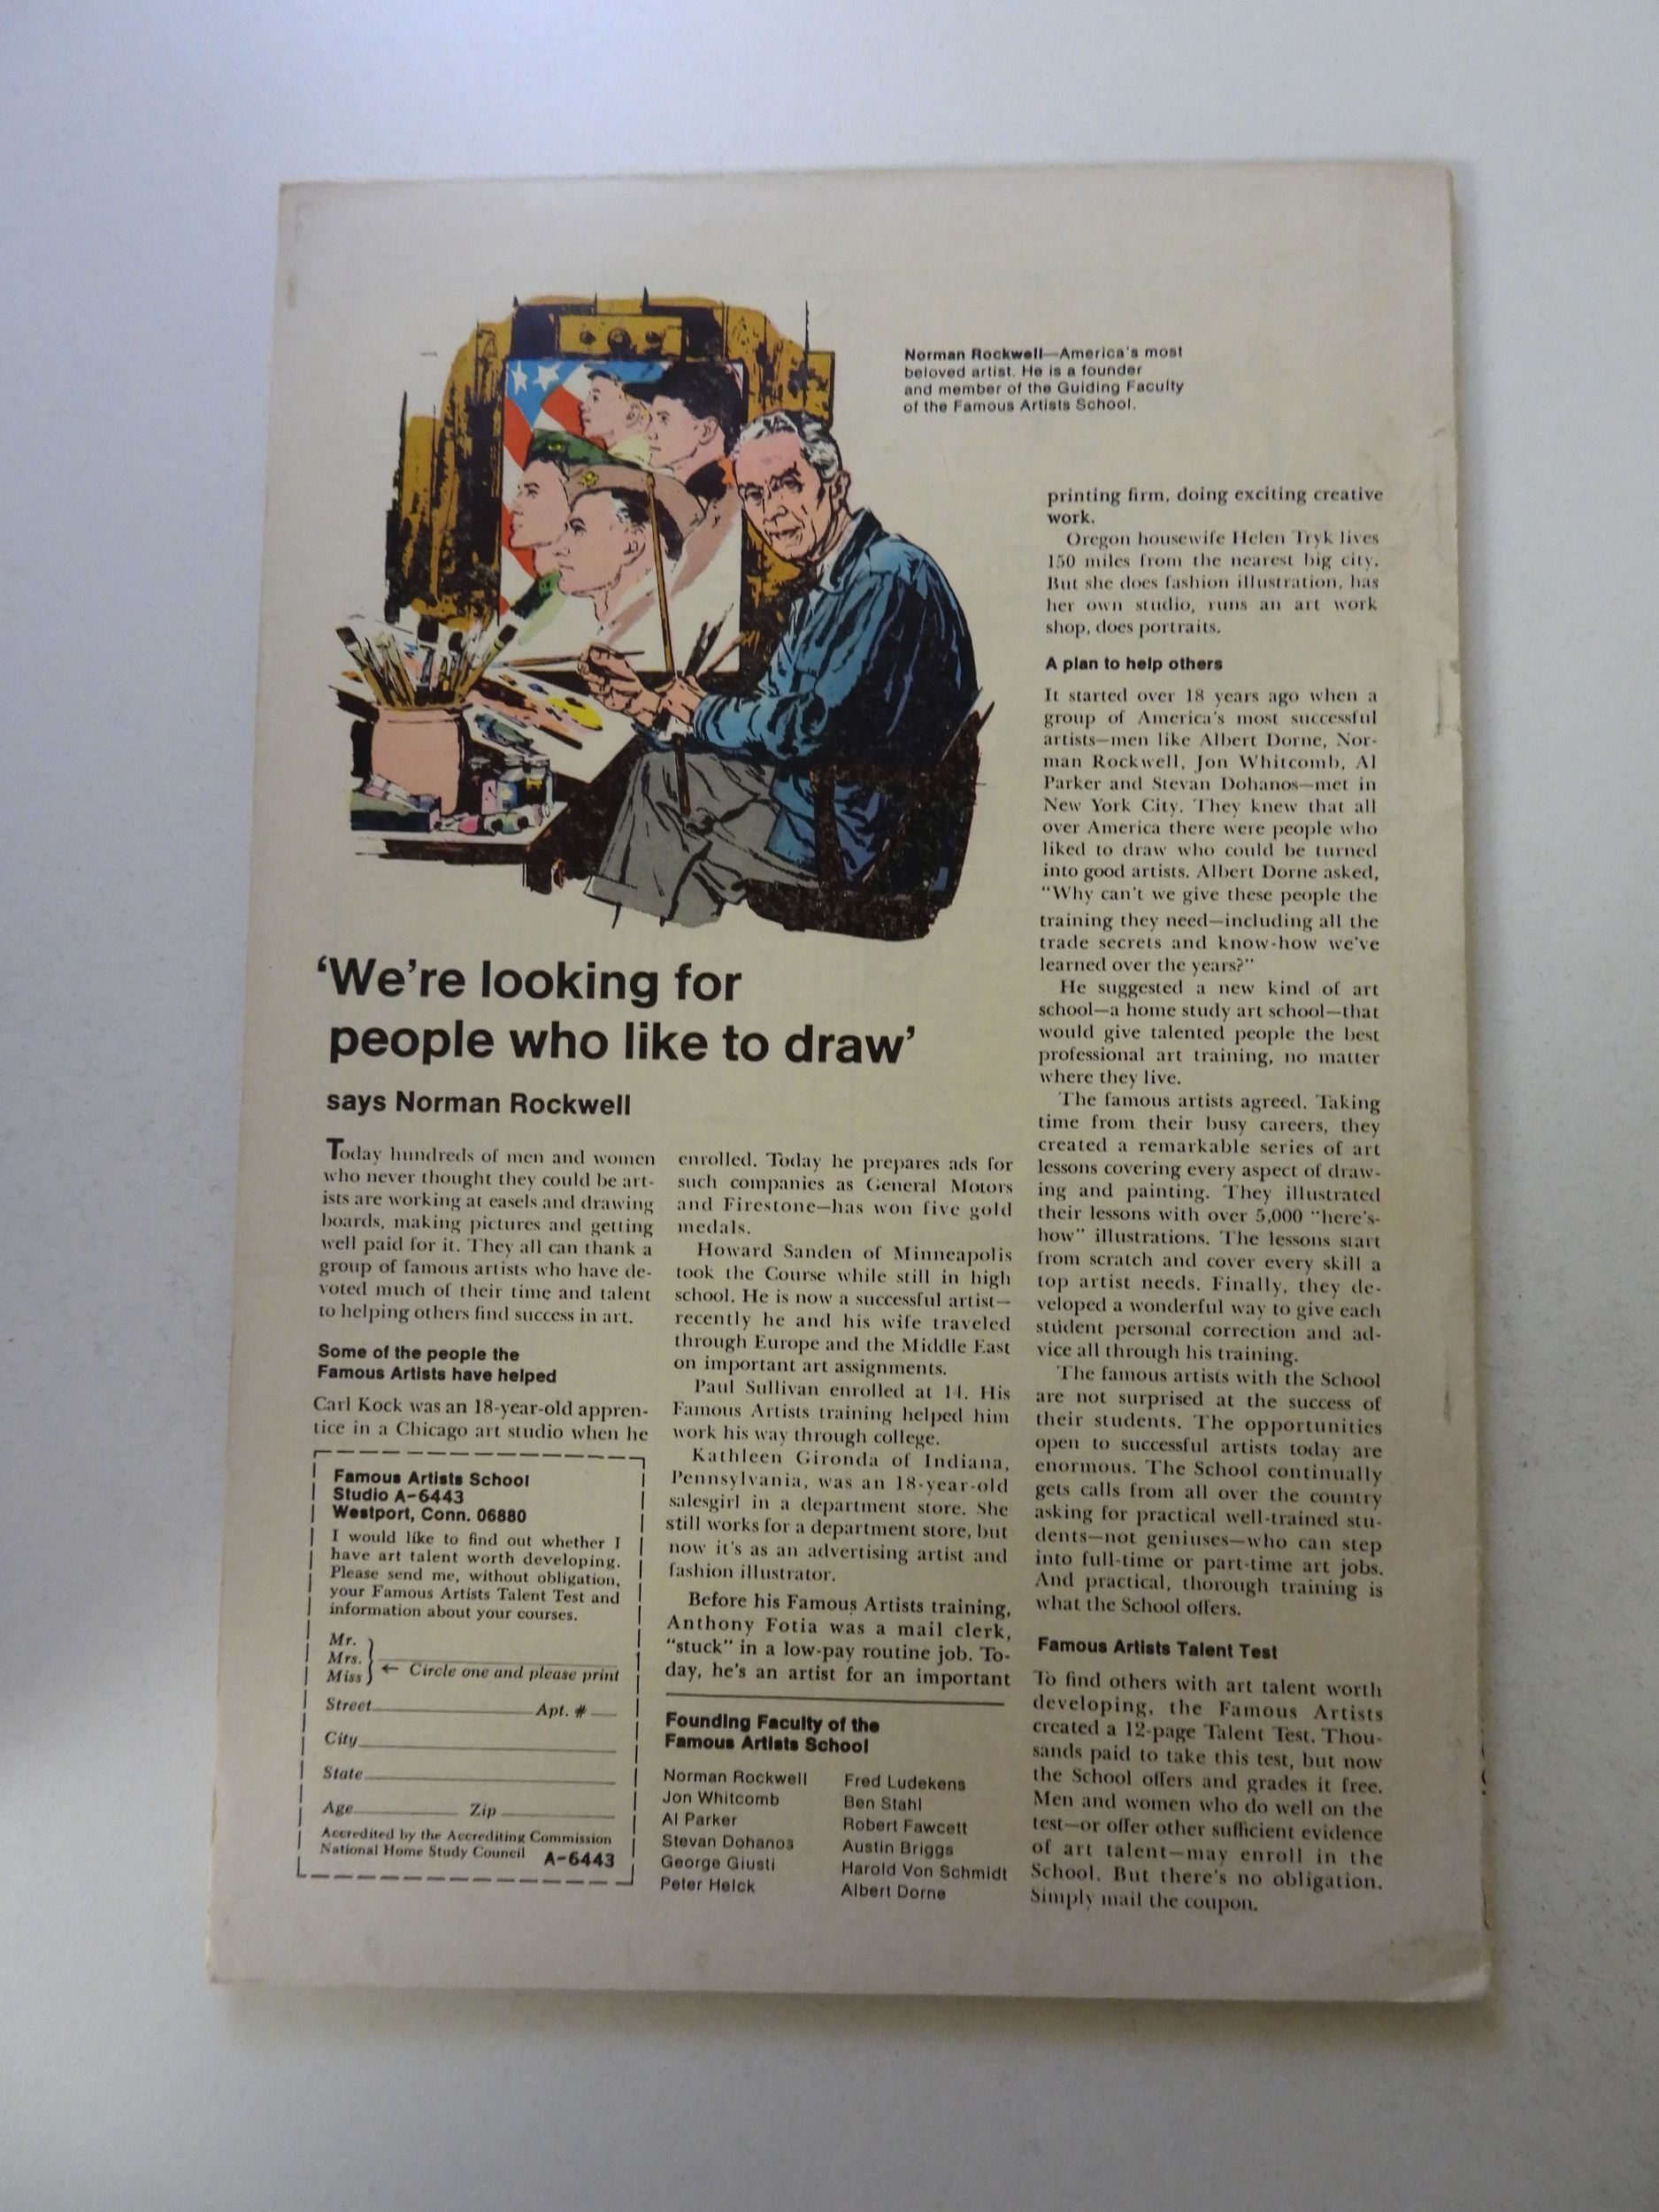 Norman Rockwell—America's most
beloved artist. He is a founder
and member of the Guiding Faculty
of the Famous Artists School.
'We're looking for
people who like to draw'
says Norman Rockwell
Today hundreds of men and women
who never thought they could be art-
ists are working at easels and drawing
boards, making pictures and getting
well paid for it. They all can thank a
group of famous artists who have de-
voted much of their time and talent
to helping others find success in art.
Some of the people the
Famous Artists have helped
Carl Kock was an 18-year-old appren-
tice in a Chicago art studio when he
enrolled. Today he prepares ads for
such companies as General Motors
and Firestone—has won five gold
medals.
Howard Sanden of Minneapolis
took the Course while still in high
school. He is now a successful artist—
recently he and his wife traveled
through Europe and the Middle East
on important art assignments.
Paul Sullivan enrolled at 14. His
Famous Artists training helped him
work his way through college.
Kathleen Gironda of Indiana,
Pennsylvania, was an 18-year-old
salesgirl in a department store. She
still works for a department store, but
now it's as an advertising artist and
fashion illustrator.
Before his Famous Artists training,
Anthony Fotia was a mail clerk,
"stuck" in a low-pay routine job. To-
day, he's an artist for an important
printing firm, doing exciting creative
work.
Oregon housewife Helen Tryk lives
150 miles from the nearest big city.
But she does fashion illustration, has
her own studio, runs an art work
shop, does portraits.
A plan to help others
It started over 18 years ago when a
group of America's most successful
artists—men like Albert Dorne, Nor-
man Rockwell, Jon Whitcomb, Al
Parker and Stevan Dohanos—met in
New York City. They knew that all
over America there were people who
liked to draw who could be turned
into good artists. Albert Dorne asked,
"Why can't we give these people the
training they need—including all the
trade secrets and know-how we've
learned over the years?"
He suggested a new kind of art
school—a home study art school—that
would give talented people the best
professional art training, no matter
where they live.
The famous artists agreed. Taking
time from their busy careers, they
created a remarkable series of art
lessons covering every aspect of draw-
ing and painting. They illustrated
their lessons with over 5,000 "here's-
how" illustrations. The lessons start
from scratch and cover every skill a
top artist needs. Finally, they de-
veloped a wonderful way to give each
student personal correction and ad-
vice all through his training.
The famous artists with the School
are not surprised at the success of
their students. The opportunities
open to successful artists today are
enormous. The School continually
gets calls from all over the country
asking for practical well-trained stu-
dents—not geniuses—who can step
into full-time or part-time art jobs.
And practical, thorough training is
what the School offers.
Famous Artists Talent Test
To find others with art talent worth
developing, the Famous Artists
created a 12-page Talent Test. Thou-
sands paid to take this test, but now
the School offers and grades it free.
Men and women who do well on the
test—or offer other sufficient evidence
of art talent—may enroll in the
School. But there's no obligation.
Simply mail the coupon.
Famous Artists School
Studio A-6443
Westport, Conn. 06880
I would like to find out whether I
have art talent worth developing.
Please send me, without obligation,
your Famous Artists Talent Test and
information about your courses.
Mr.
Mrs.
Miss ← Circle one and please print
Street Apt. #
City
State
Age Zip
Accredited by the Accrediting Commission
National Home Study Council A-6443
Founding Faculty of the
Famous Artists School
Norman Rockwell
Jon Whitcomb
Al Parker
Stevan Dohanos
George Giusti
Peter Helck
Fred Ludekens
Ben Stahl
Robert Fawcett
Austin Briggs
Harold Von Schmidt
Albert Dorne